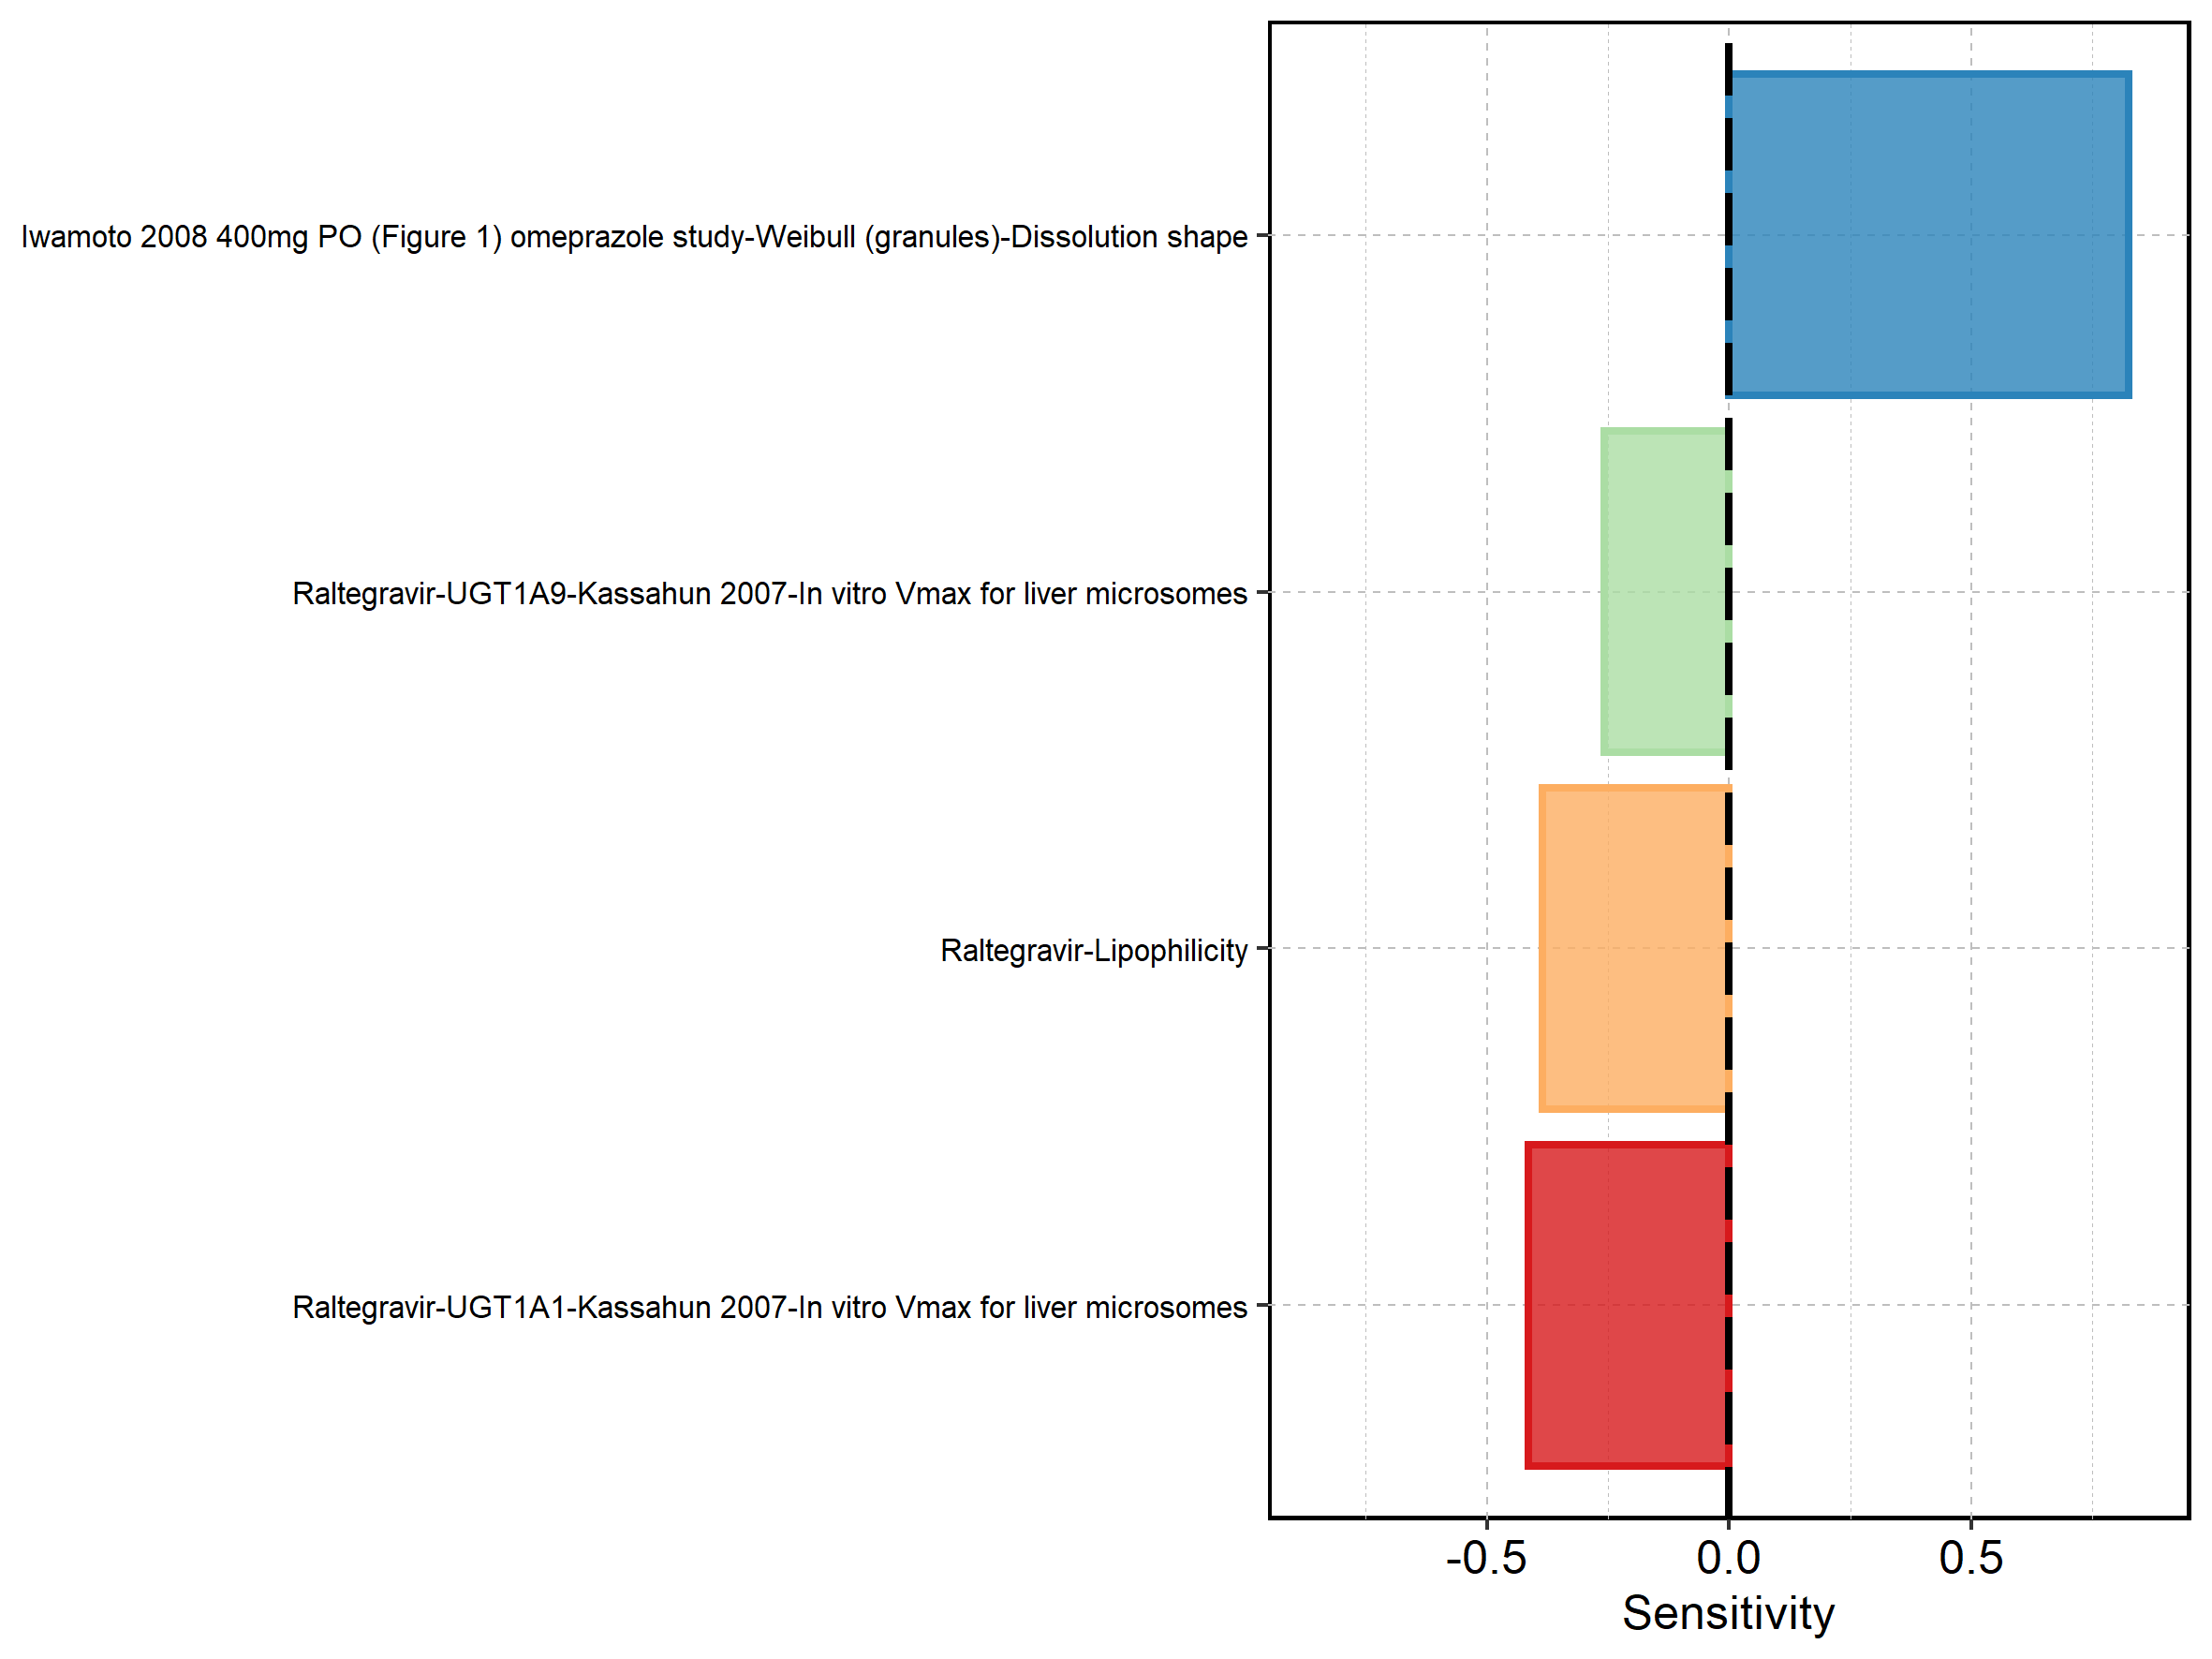 Iwamoto 2008 400mg PO (Figure 1) omeprazole study-Weibull (granules)-Dissolution shape
Raltegravir-UGT1A9-Kassahun 2007-In vitro Vmax for liver microsomes
Raltegravir-Lipophilicity
Raltegravir-UGT1A1-Kassahun 2007-In vitro Vmax for liver microsomes
-0.5 0.0 0.5
Sensitivity